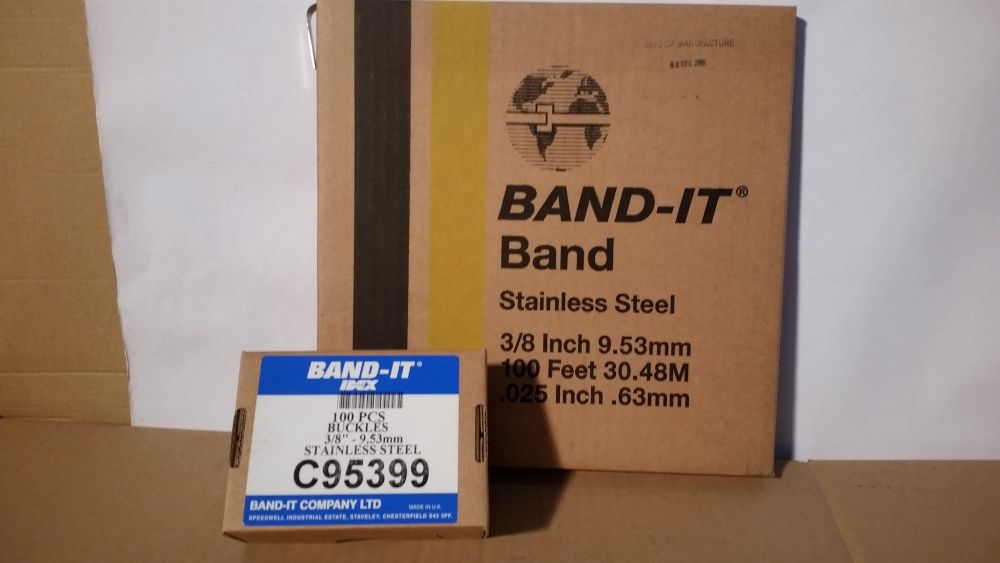 DATE OF MANUFACTURE
BAND-IT®
Band
Stainless Steel
3/8 Inch 9.53mm
100 Feet 30.48M
.025 Inch .63mm
BAND-IT®
IDEX
100 PCS
BUCKLES
3/8" - 9.53mm
STAINLESS STEEL
C95399
BAND-IT COMPANY LTD MADE IN U.K.
SPEEDWELL INDUSTRIAL ESTATE, STAVELEY, CHESTERFIELD S43 3PF.